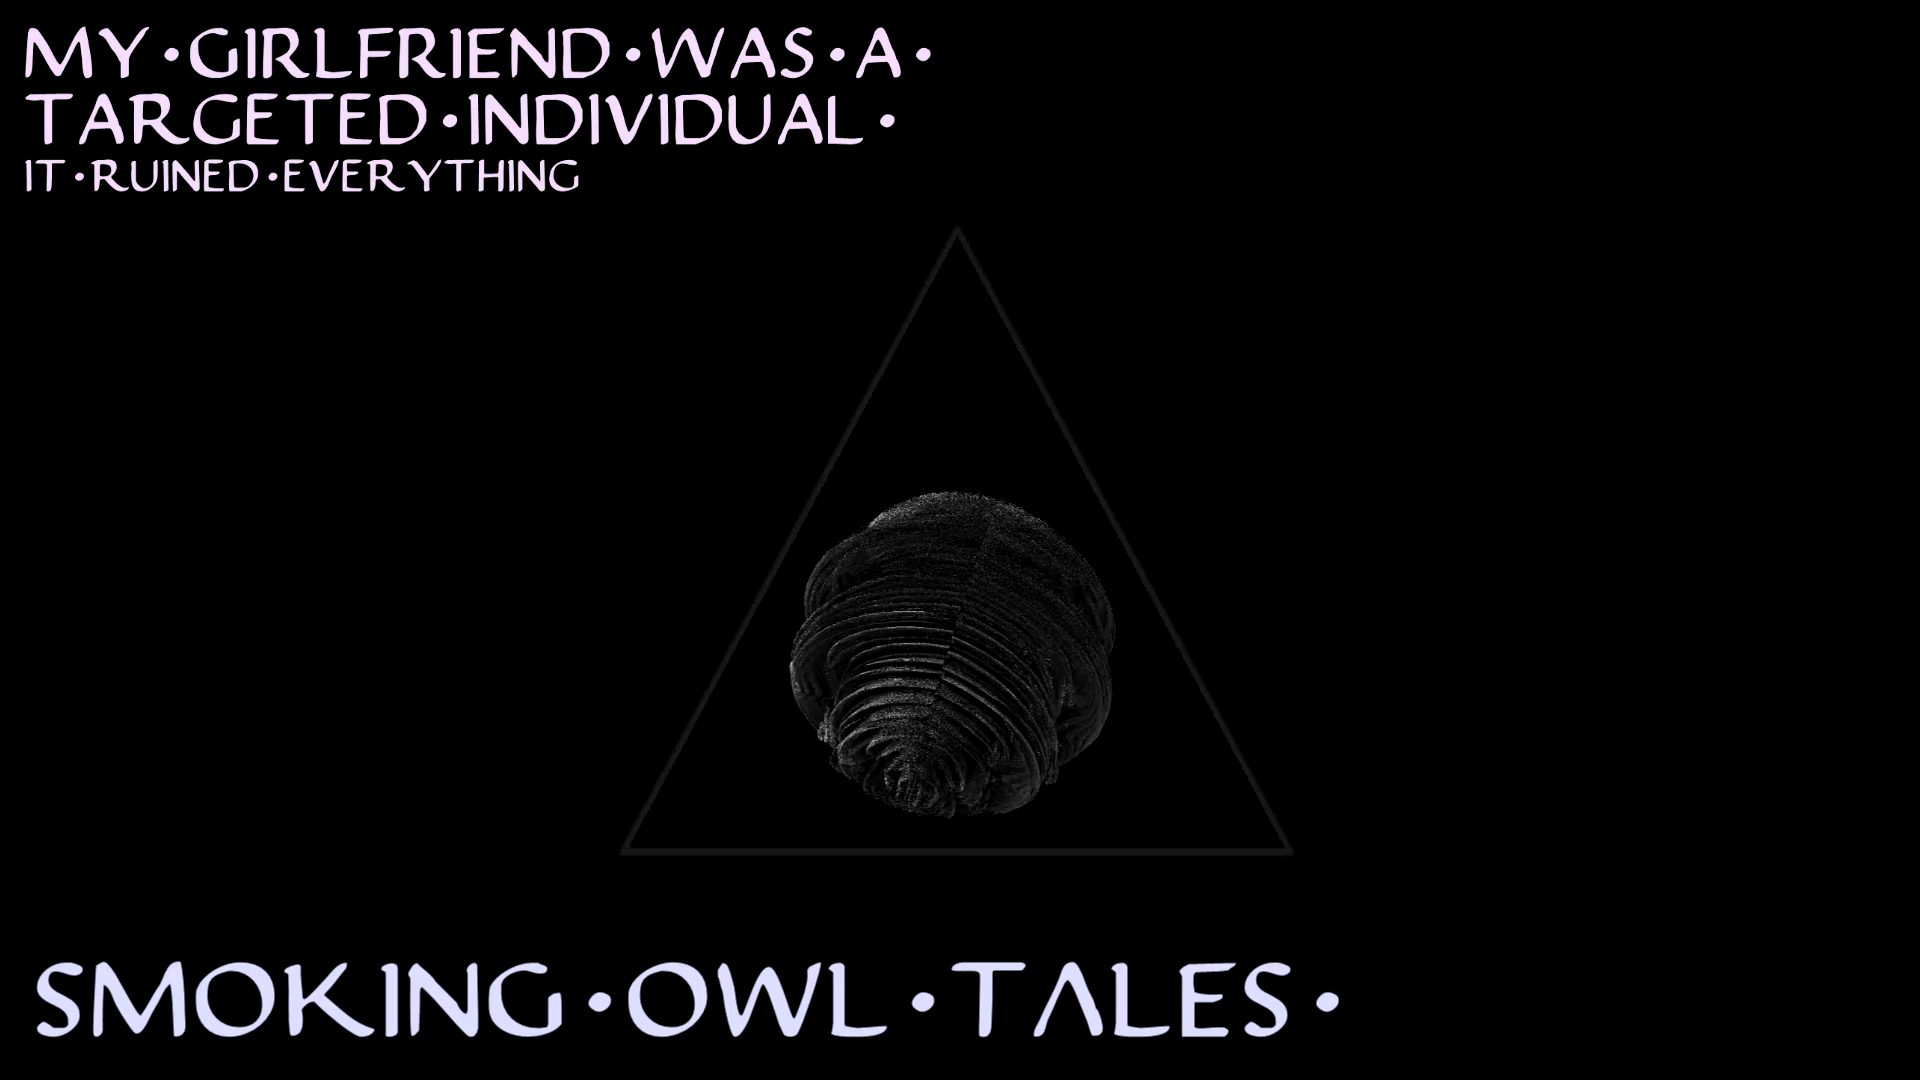 MY•GIRLFRIEND•WAS•A•
TARGETED•INDIVIDUAL•
IT•RUINED•EVERYTHING
SMOKING•OWL•TALES•